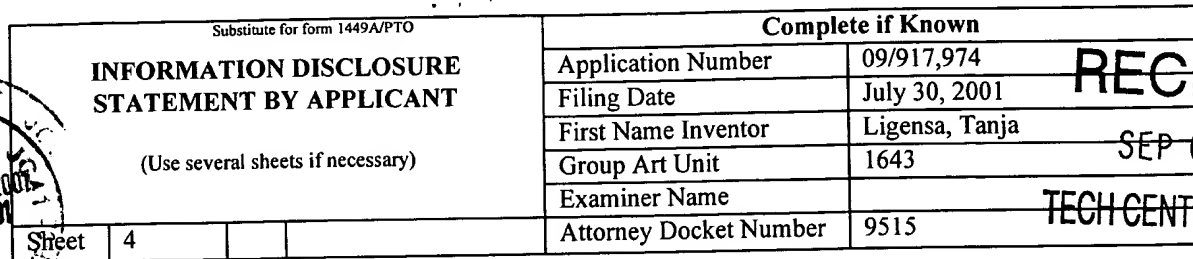 Substitute for form 1449A/PTO
INFORMATION DISCLOSURE
STATEMENT BY APPLICANT
(Use several sheets if necessary)
Sheet 4
Complete if Known
Application Number 09/917,974
Filing Date July 30, 2001
First Name Inventor Ligensa, Tanja
Group Art Unit 1643
Examiner Name
Attorney Docket Number 9515
REC
SEP
TECH CENT